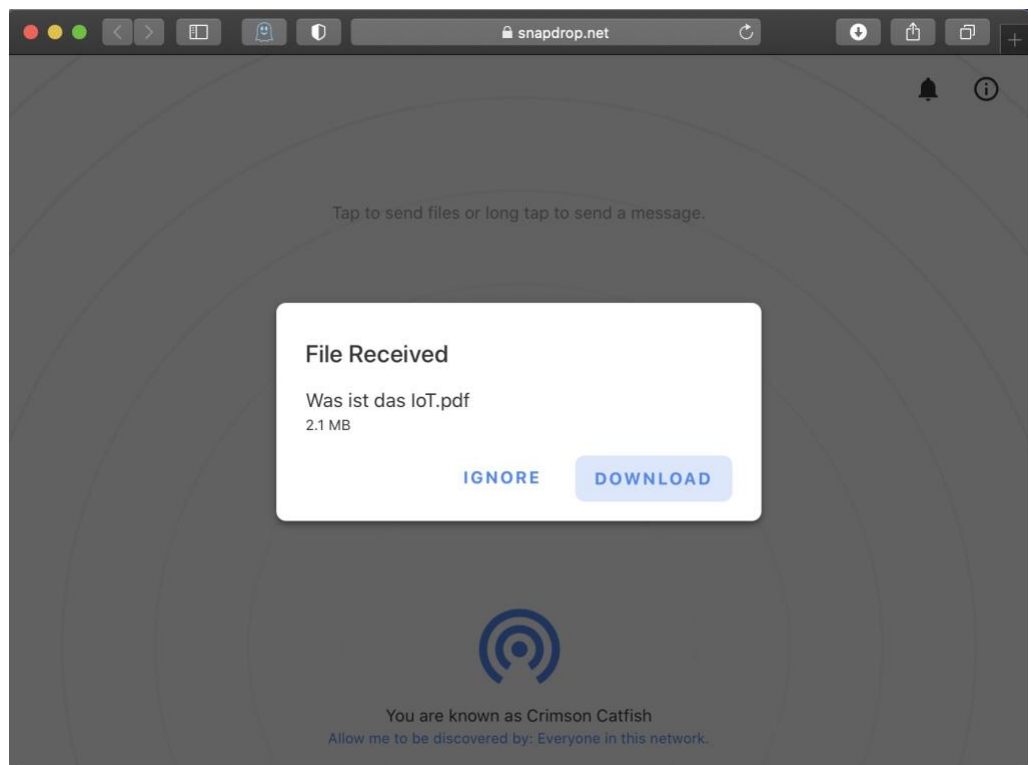 snapdrop.net
Tap to send files or long tap to send a message.
File Received
Was ist das IoT.pdf
2.1 MB
IGNORE
DOWNLOAD
You are known as Crimson Catfish
Allow me to be discovered by: Everyone in this network.